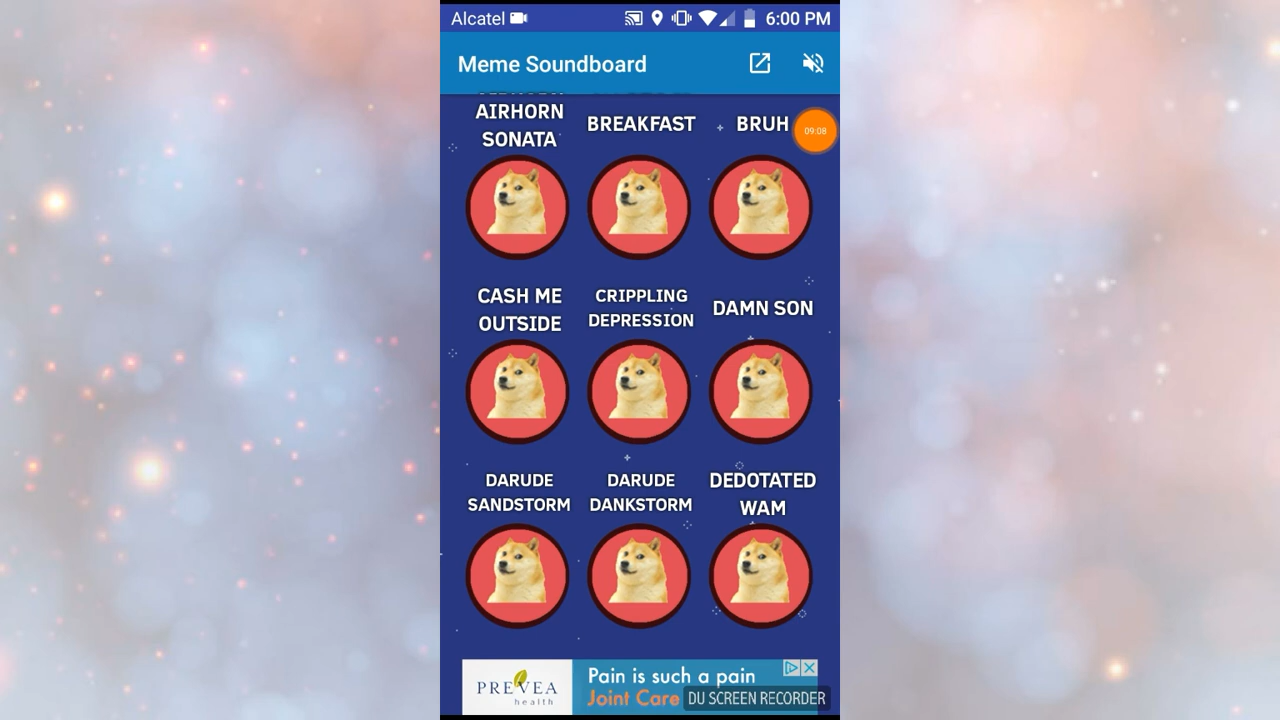 Alcatel 6:00 PM
Meme Soundboard
AIRHORN
SONATA
BREAKFAST
BRUH
09:08
CASH ME
OUTSIDE
CRIPPLING
DEPRESSION
DAMN SON
DARUDE
SANDSTORM
DARUDE
DANKSTORM
DEDOTATED
WAM
PREVEA
health
Pain is such a pain
Joint Care
DU SCREEN RECORDER